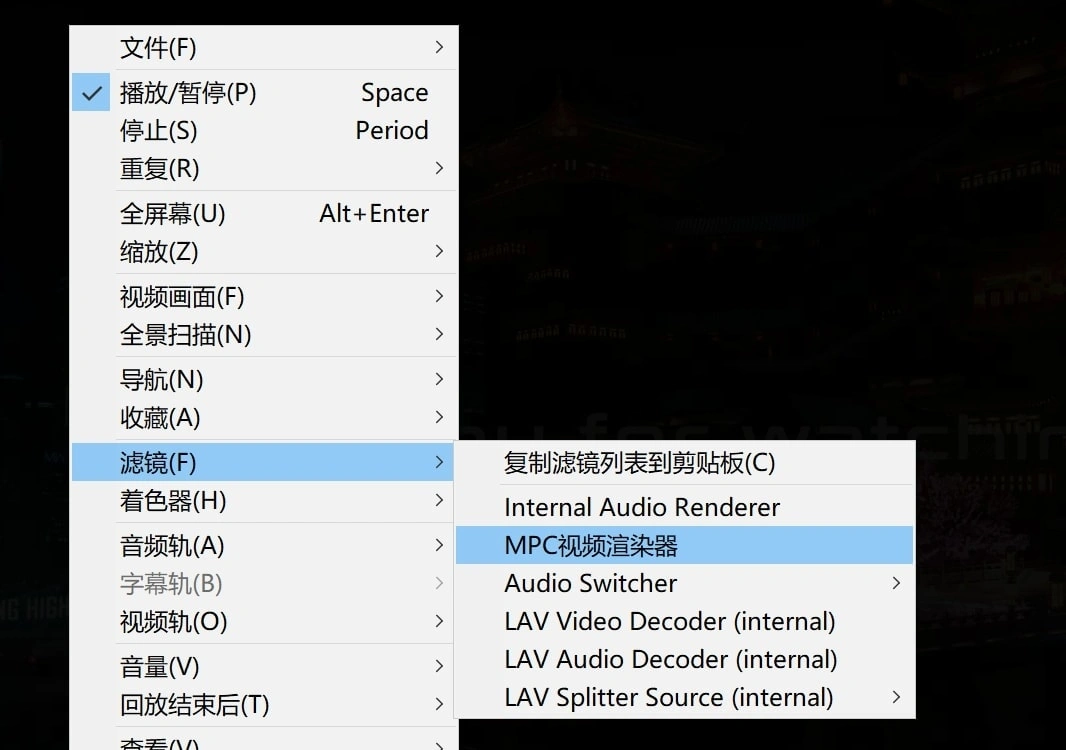 文件(F)
播放/暂停(P) Space
停止(S) Period
重复(R)
全屏幕(U) Alt+Enter
缩放(Z)
视频画面(F)
全景扫描(N)
导航(N)
收藏(A)
滤镜(F)
着色器(H)
音频轨(A)
字幕轨(B)
视频轨(O)
音量(V)
回放结束后(T)
查看(V)
复制滤镜列表到剪贴板(C)
Internal Audio Renderer
MPC视频渲染器
Audio Switcher
LAV Video Decoder (internal)
LAV Audio Decoder (internal)
LAV Splitter Source (internal)
for watchin